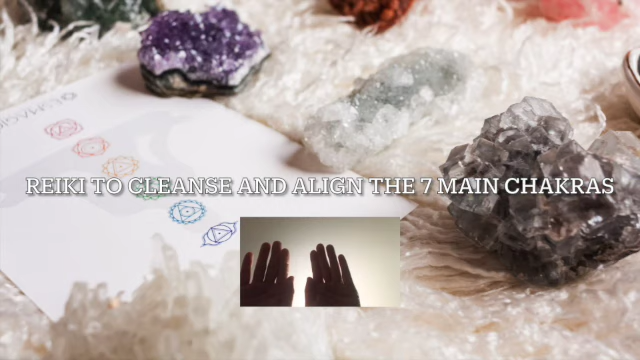 REIKI TO CLEANSE AND ALIGN THE 7 MAIN CHAKRAS